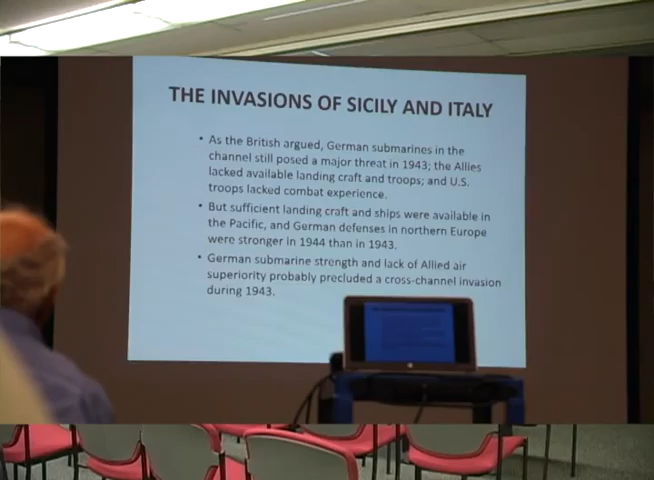 THE INVASIONS OF SICILY AND ITALY
• As the British argued, German submarines in the
channel still posed a major threat in 1943; the Allies
lacked available landing craft and troops; and U.S.
troops lacked combat experience.
• But sufficient landing craft and ships were available in
the Pacific, and German defenses in northern Europe
were stronger in 1944 than in 1943.
• German submarine strength and lack of Allied air
superiority probably precluded a cross-channel invasion
during 1943.